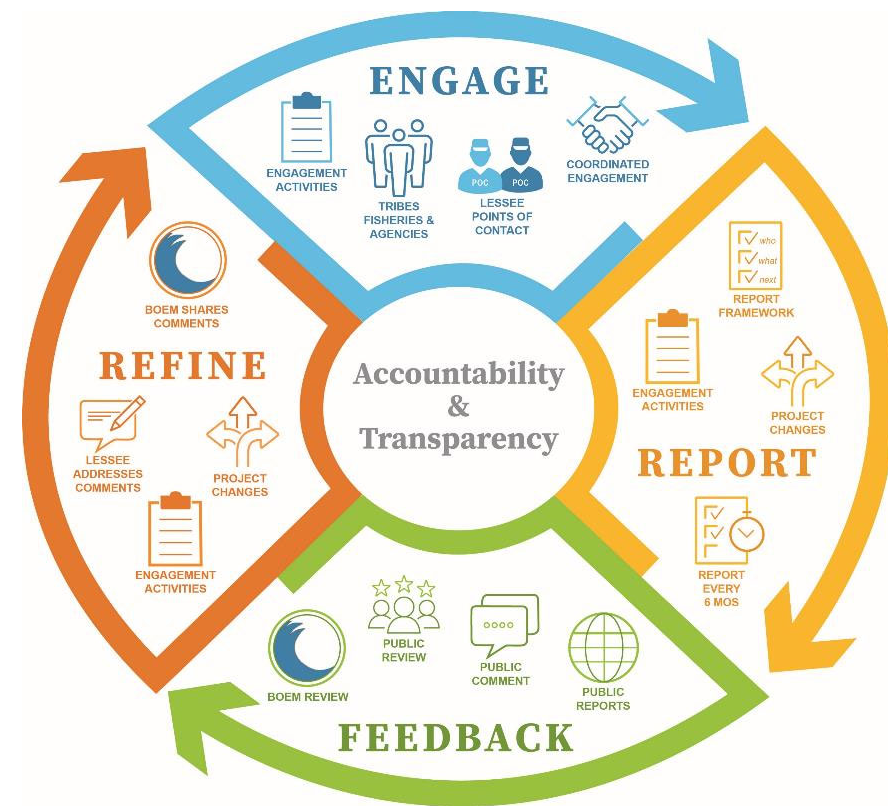 ENGAGE
ENGAGEMENT
ACTIVITIES
TRIBES
FISHERIES &
AGENCIES
POC
POC
LESSEE
POINTS OF
CONTACT
COORDINATED
ENGAGEMENT
who
what
next
REPORT
FRAMEWORK
ENGAGEMENT
ACTIVITIES
PROJECT
CHANGES
REPORT
REPORT
EVERY
6 MOS
FEEDBACK
PUBLIC
REPORTS
PUBLIC
COMMENT
PUBLIC
REVIEW
BOEM REVIEW
REFINE
BOEM SHARES
COMMENTS
LESSEE
ADDRESSES
COMMENTS
PROJECT
CHANGES
ENGAGEMENT
ACTIVITIES
Accountability
&
Transparency